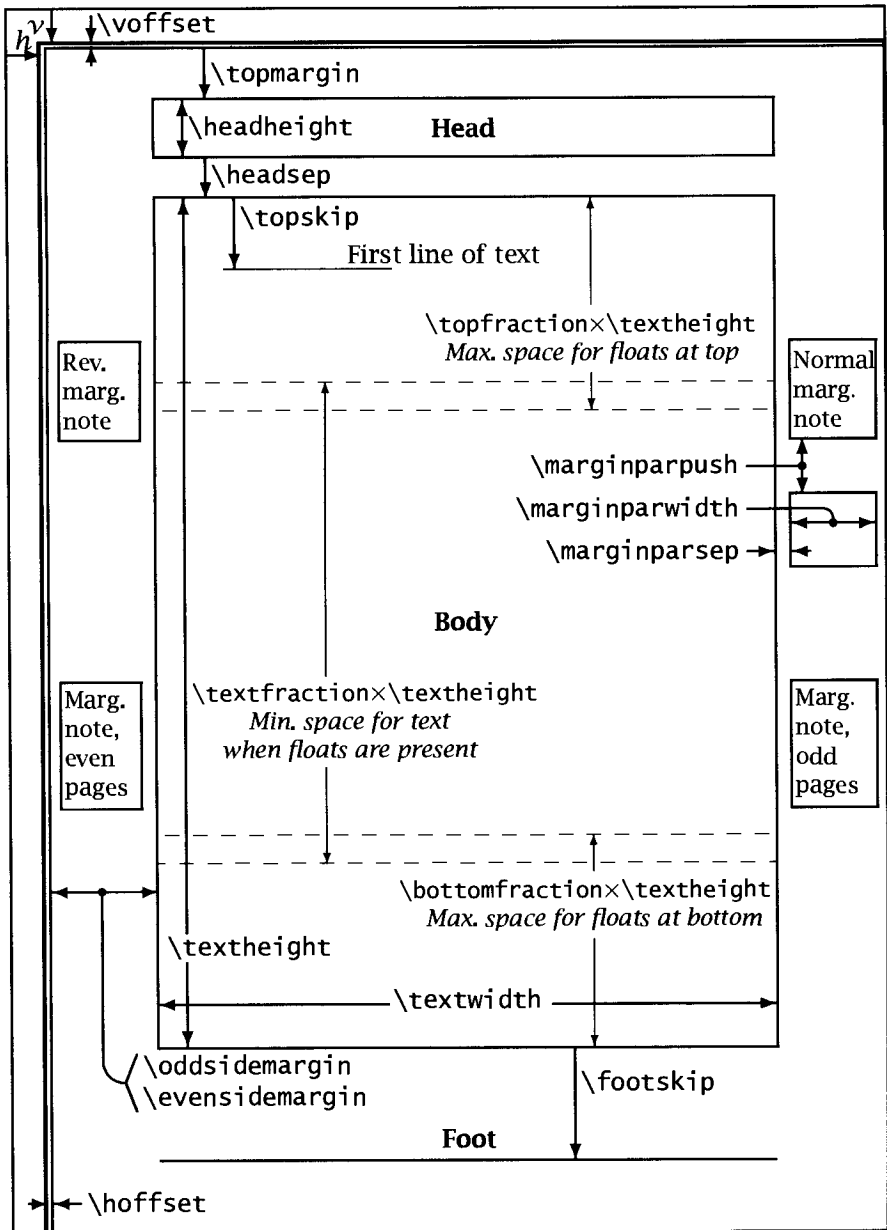 v \voffset
h
\topmargin
\headheight Head
\headsep
\topskip
First line of text
\topfraction×\textheight
Max. space for floats at top
Rev.
marg.
note
Normal
marg.
note
\marginparpush
\marginparwidth
\marginparsep
Body
\textfraction×\textheight
Min. space for text
when floats are present
Marg.
note,
even
pages
Marg.
note,
odd
pages
\bottomfraction×\textheight
Max. space for floats at bottom
\textheight
\textwidth
\oddsidemargin
\evensidemargin
\footskip
Foot
\hoffset